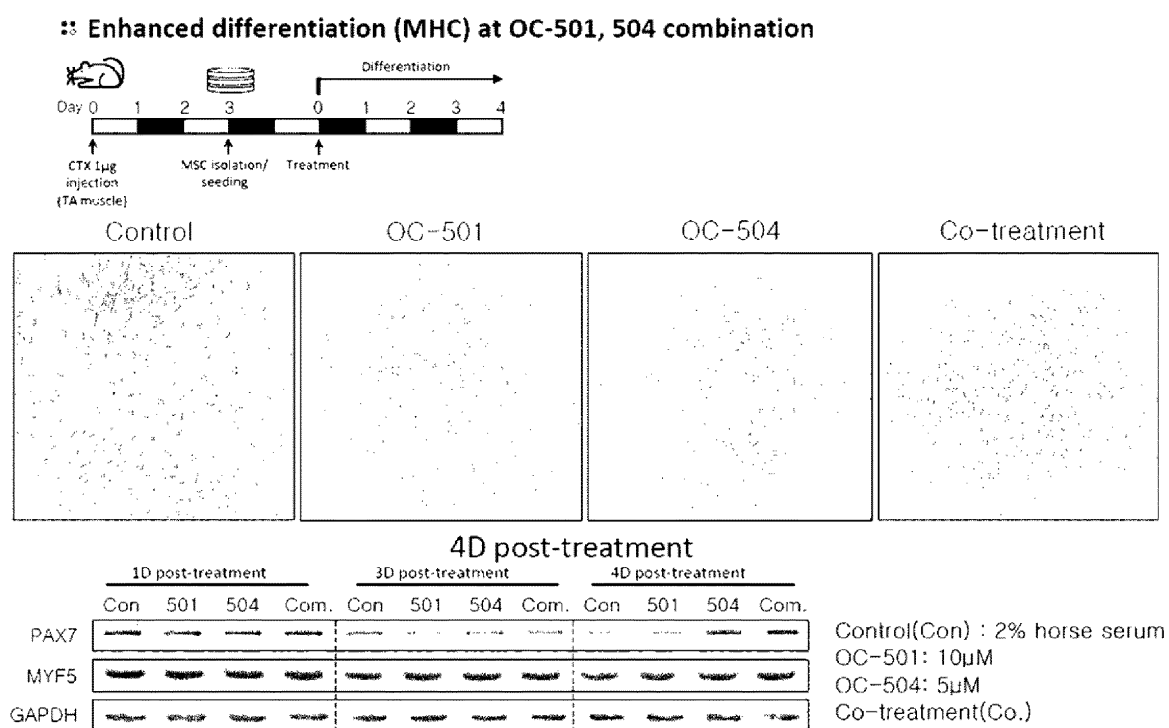 Enhanced differentiation (MHC) at OC-501, 504 combination
Differentiation
Day 0 1 2 3 0 1 2 3 4
CTX 1μg
injection
(TA muscle)
MSC isolation/
seeding
Treatment
Control OC-501 OC-504 Co-treatment
4D post-treatment
1D post-treatment 3D post-treatment 4D post-treatment
Con 501 504 Com. Con 501 504 Com. Con 501 504 Com.
PAX7
MYF5
GAPDH
Control(Con) : 2% horse serum
OC-501: 10μM
OC-504: 5μM
Co-treatment(Co.)